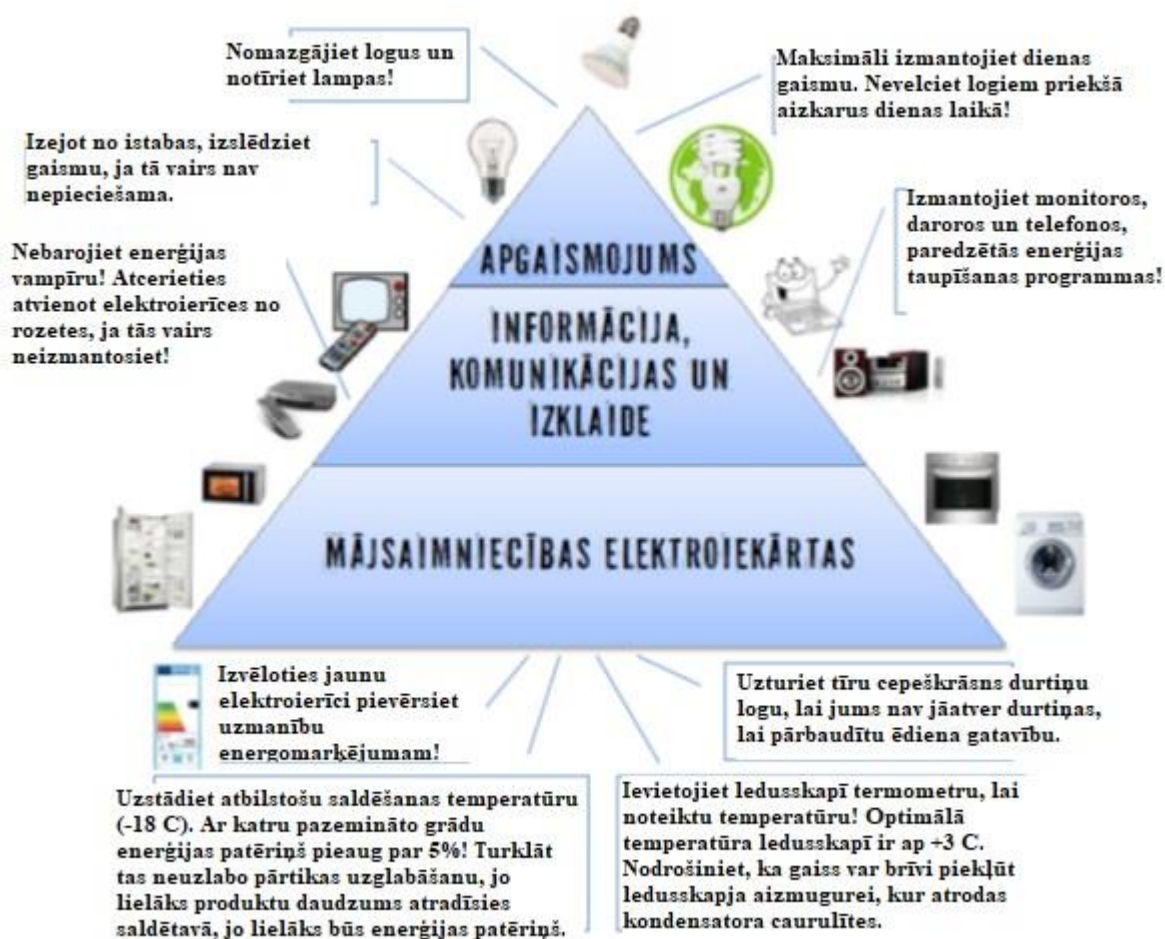 Nomazgājiet logus un
notīriet lampas!
Maksimāli izmantojiet dienas
gaismu. Nevelciet logiem priekšā
aizkarus dienas laikā!
Izejot no istabas, izslēdziet
gaismu, ja tā vairs nav
nepieciešama.
Izmantojiet monitoros,
daroros un telefonos,
paredzētās enerģijas
taupīšanas programmas!
Nebarojiet enerģijas
vampīru! Atcerieties
atvienot elektroierīces no
rozetes, ja tās vairs
neizmantosiet!
APGAISMOJUMS
INFORMĀCIJA,
KOMUNIKĀCIJAS UN
IZKLAIDE
MĀJSAIMNIECĪBAS ELEKTROIEKĀRTAS
Izvēloties jaunu
elektroierīci pievērsiet
uzmanību
energomarķējumam!
Uzturiet tīru cepeškrāsns durtiņu
logu, lai jums nav jāatver durtiņas,
lai pārbaudītu ēdiena gatavību.
Uzstādiet atbilstošu saldēšanas temperatūru
(-18 C). Ar katru pazemināto grādu
enerģijas patēriņš pieaug par 5%! Turklāt
tas neuzlabo pārtikas uzglabāšanu, jo
lielāks produktu daudzums atradīsies
saldētavā, jo lielāks būs enerģijas patēriņš.
Ievietojiet ledusskapī termometru, lai
noteiktu temperatūru! Optimālā
temperatūra ledusskapī ir ap +3 C.
Nodrošiniet, ka gaiss var brīvi piekļūt
ledusskapja aizmugurei, kur atrodas
kondensatora caurulītes.